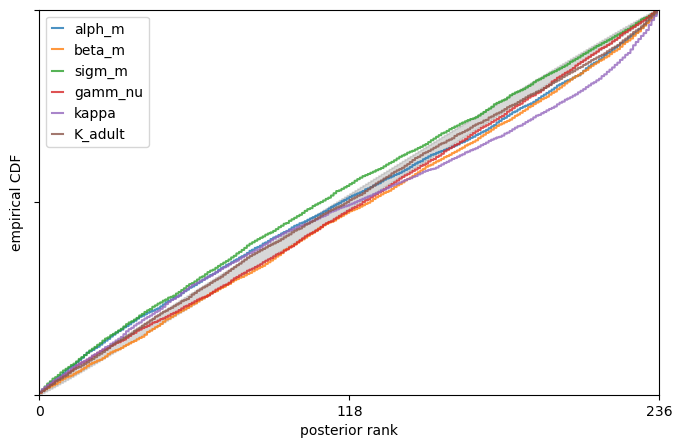 alph_m
beta_m
sigm_m
gamm_nu
kappa
K_adult
empirical CDF
0
118
236
posterior rank